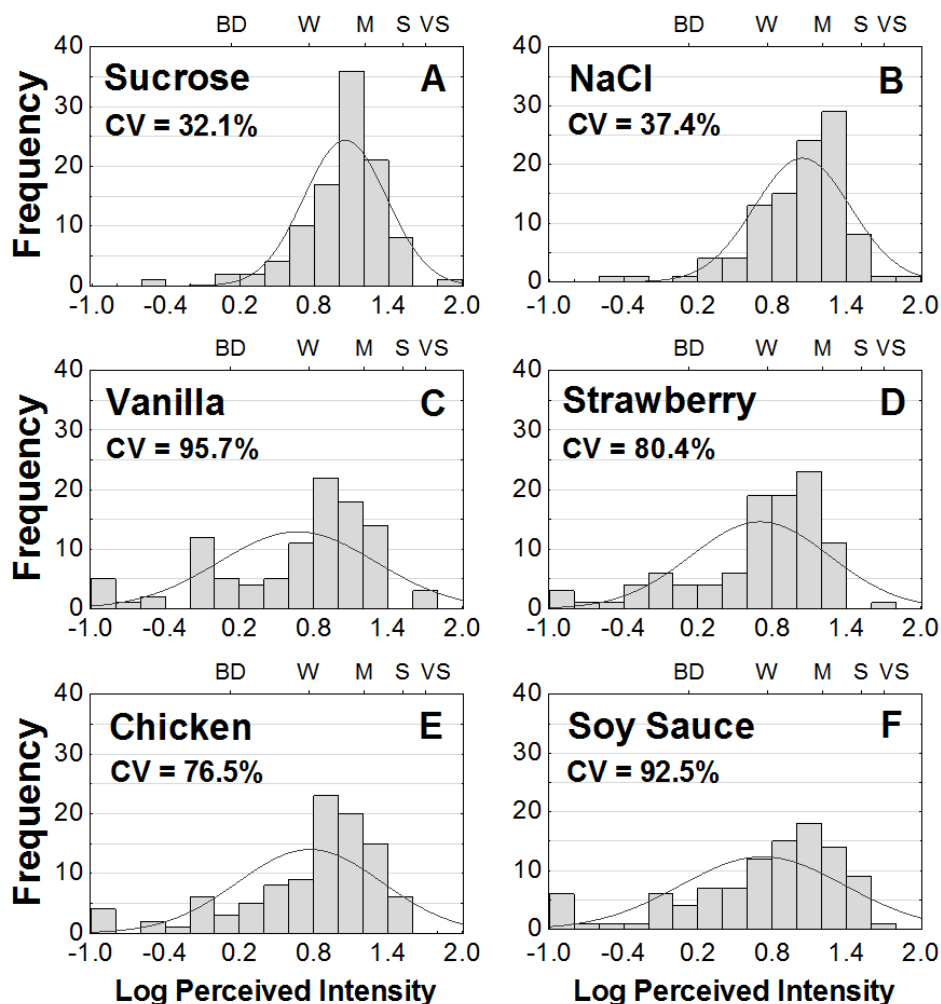 BD W M S VS
Sucrose A
CV = 32.1%
Frequency
40
30
20
10
0
-1.0 -0.4 0.2 0.8 1.4 2.0
BD W M S VS
NaCl B
CV = 37.4%
40
30
20
10
0
-1.0 -0.4 0.2 0.8 1.4 2.0
BD W M S VS
Vanilla C
CV = 95.7%
Frequency
40
30
20
10
0
-1.0 -0.4 0.2 0.8 1.4 2.0
BD W M S VS
Strawberry D
CV = 80.4%
40
30
20
10
0
-1.0 -0.4 0.2 0.8 1.4 2.0
BD W M S VS
Chicken E
CV = 76.5%
Frequency
40
30
20
10
0
-1.0 -0.4 0.2 0.8 1.4 2.0
Log Perceived Intensity
BD W M S VS
Soy Sauce F
CV = 92.5%
40
30
20
10
0
-1.0 -0.4 0.2 0.8 1.4 2.0
Log Perceived Intensity